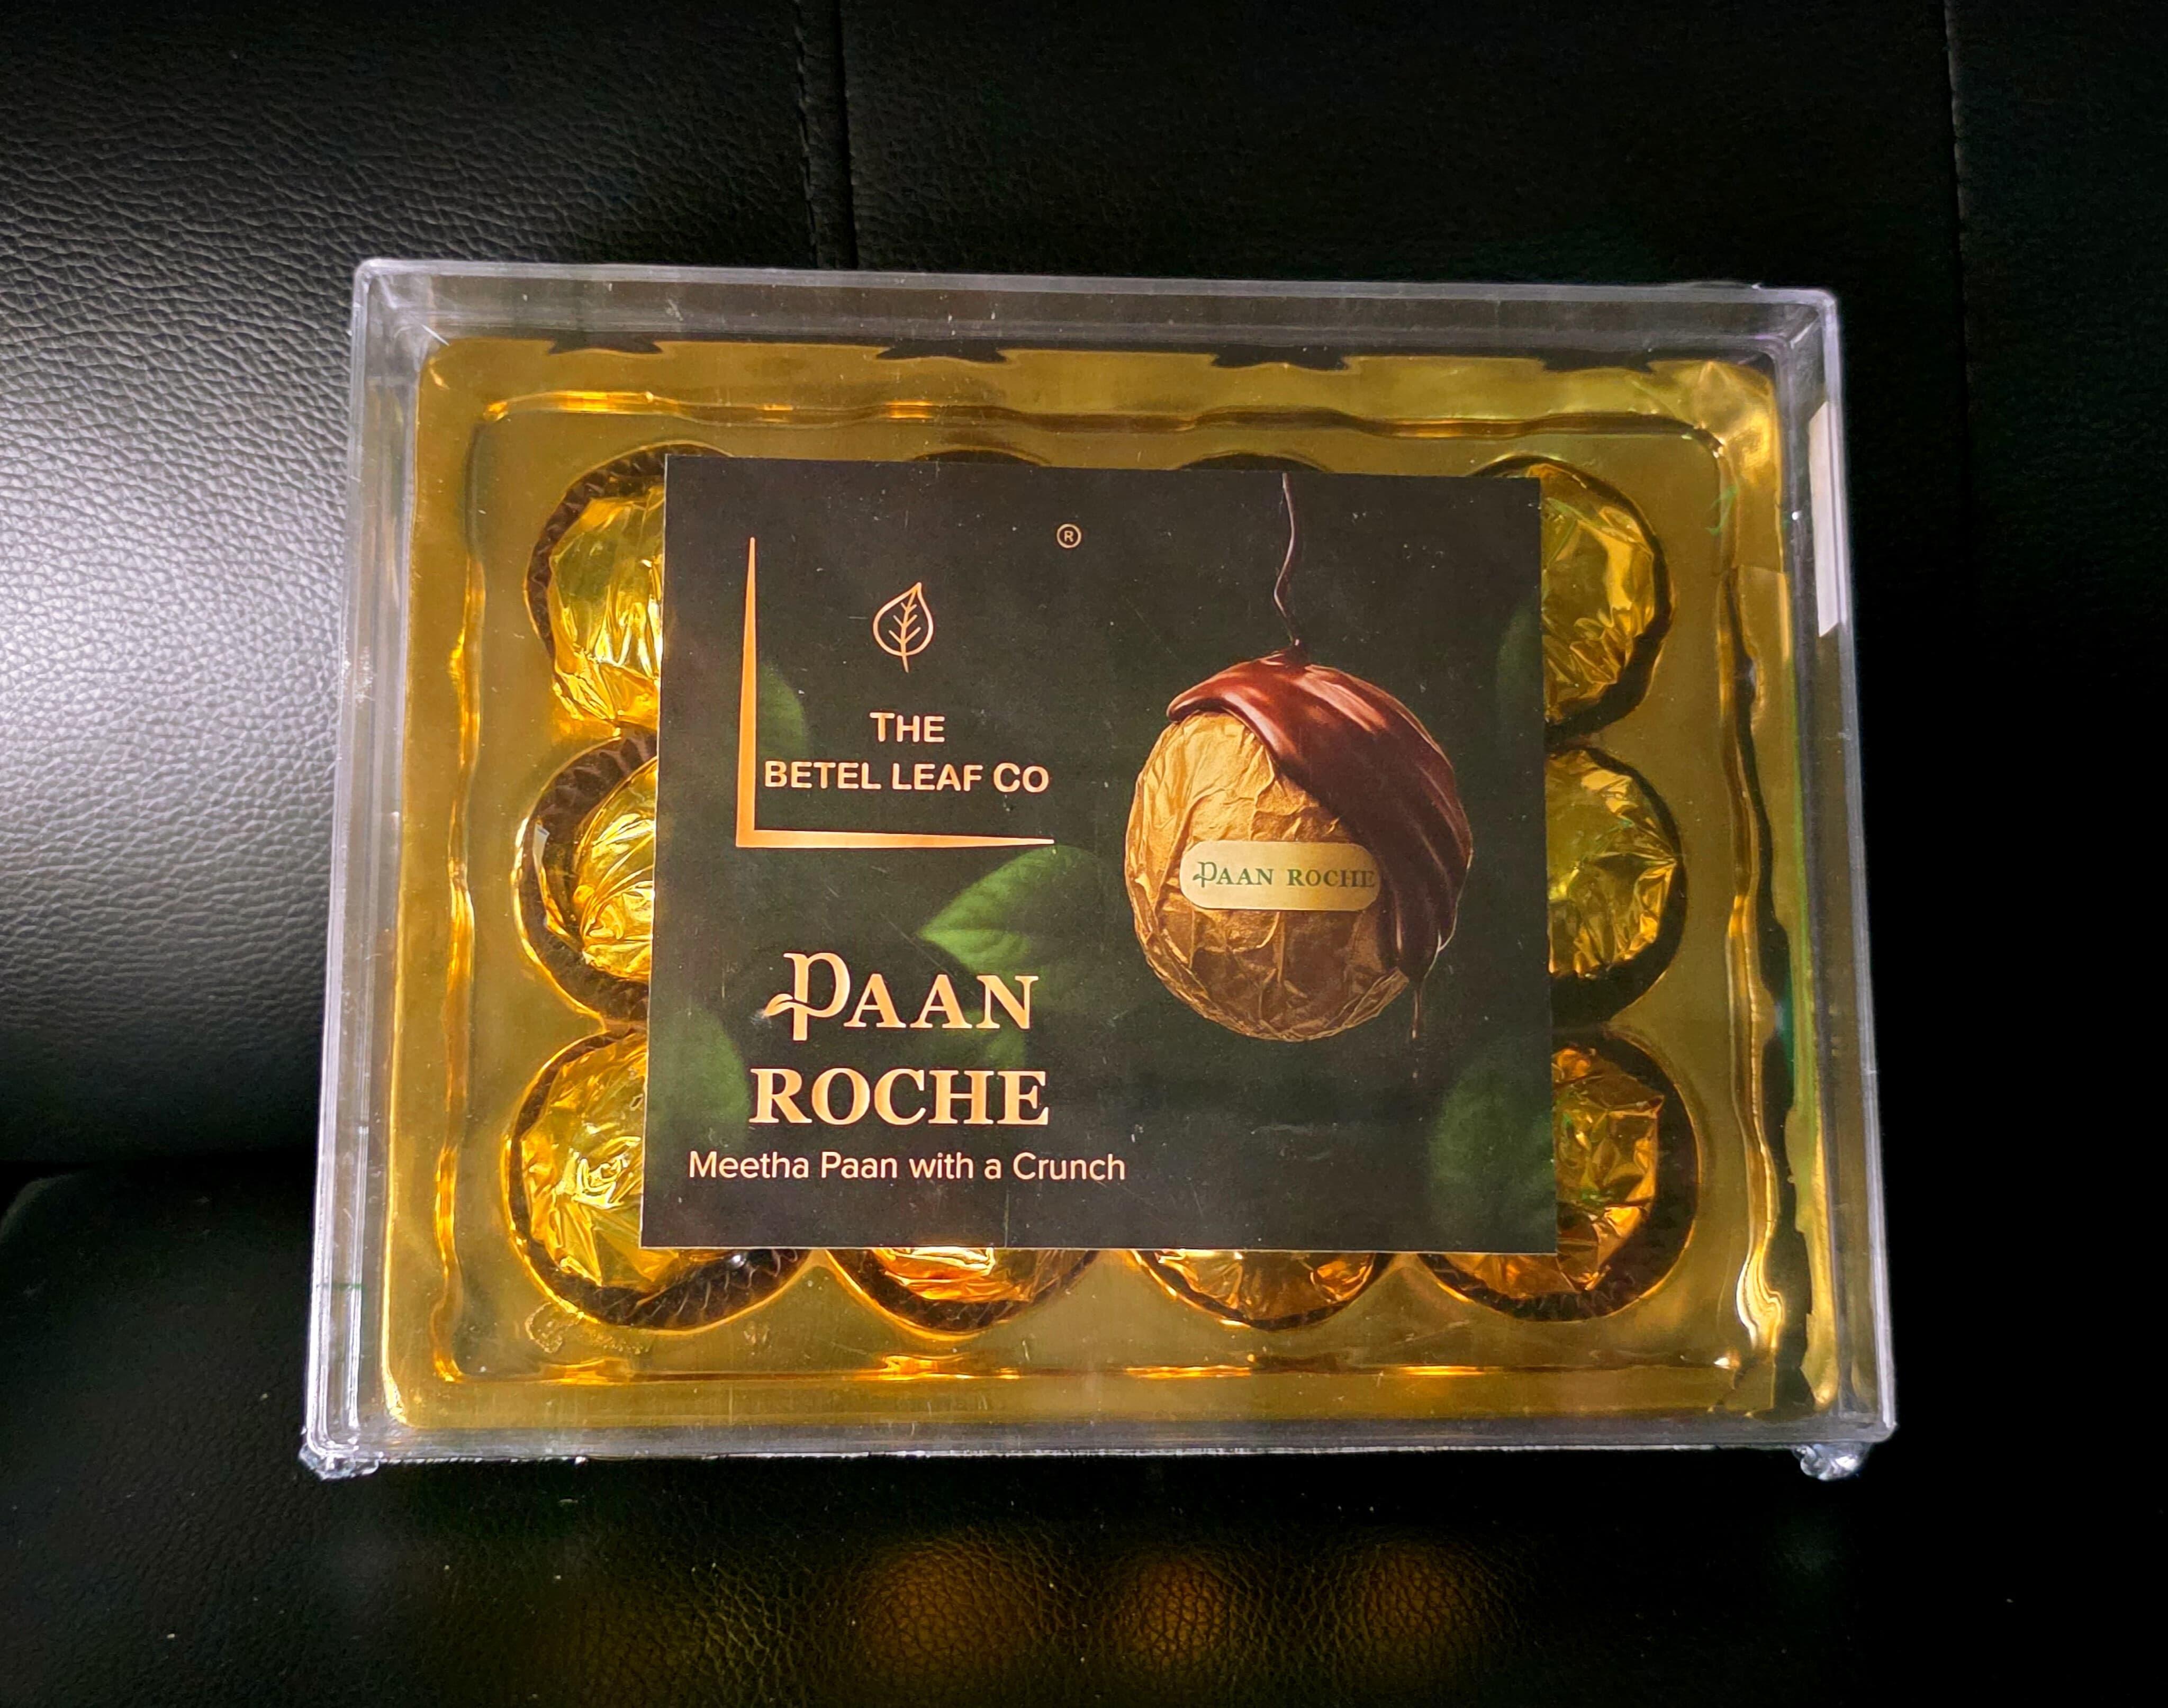 ®
THE
BETEL LEAF CO
PAAN ROCHE
PAAN
ROCHE
Meetha Paan with a Crunch